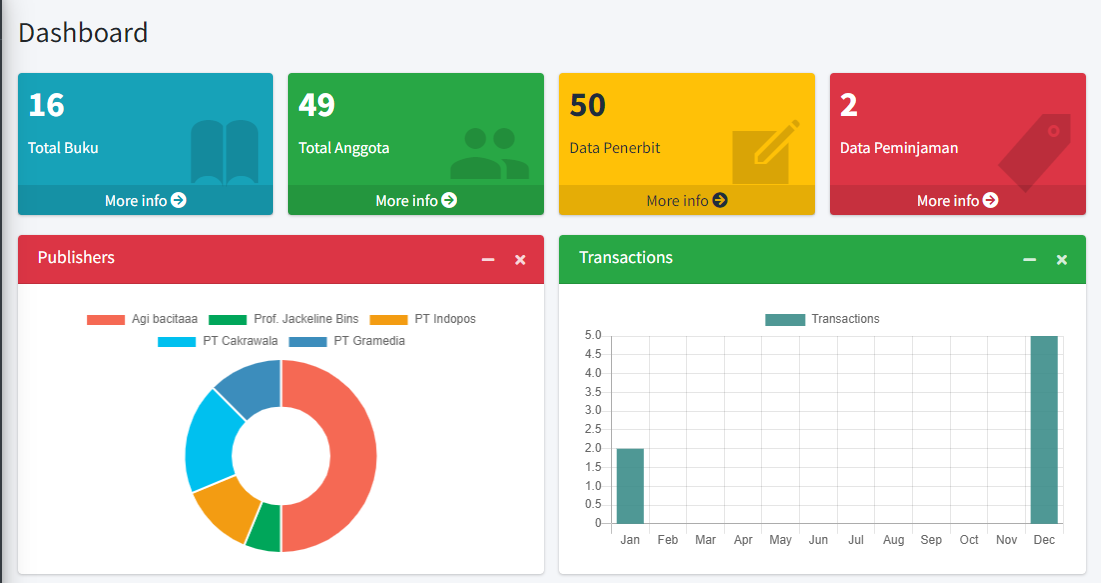 Dashboard
16
Total Buku
More info
49
Total Anggota
More info
50
Data Penerbit
More info
2
Data Peminjaman
More info
Publishers
Agi bacitaaa Prof. Jackeline Bins PT Indopos
PT Cakrawala PT Gramedia
Transactions
Transactions
5.0
4.5
4.0
3.5
3.0
2.5
2.0
1.5
1.0
0.5
0
Jan Feb Mar Apr May Jun Jul Aug Sep Oct Nov Dec